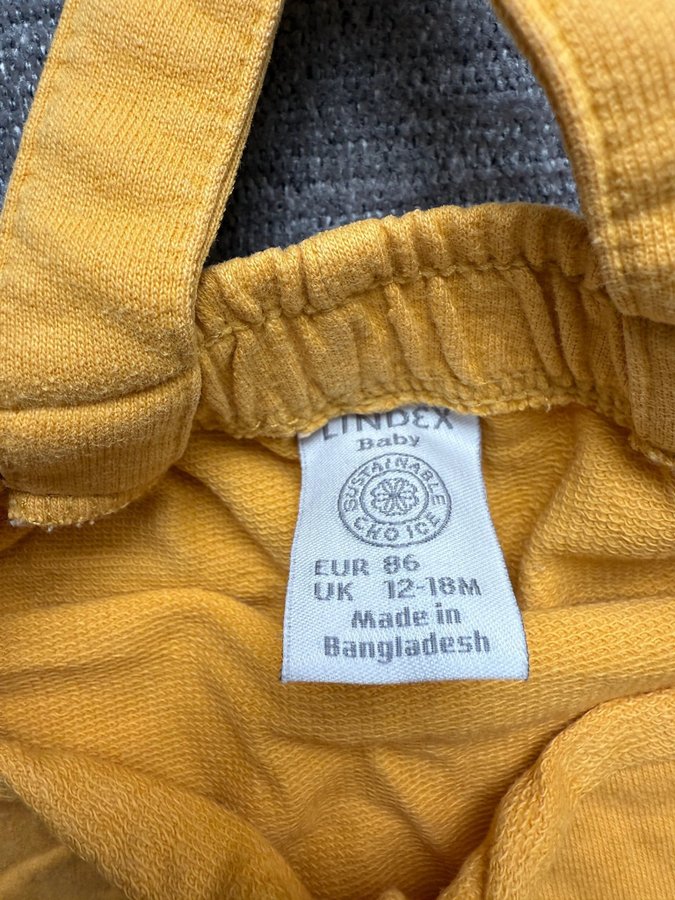 LINDEX
Baby
SUSTAINABLE
CHOICE
EUR 86
UK 12-18M
Made in
Bangladesh